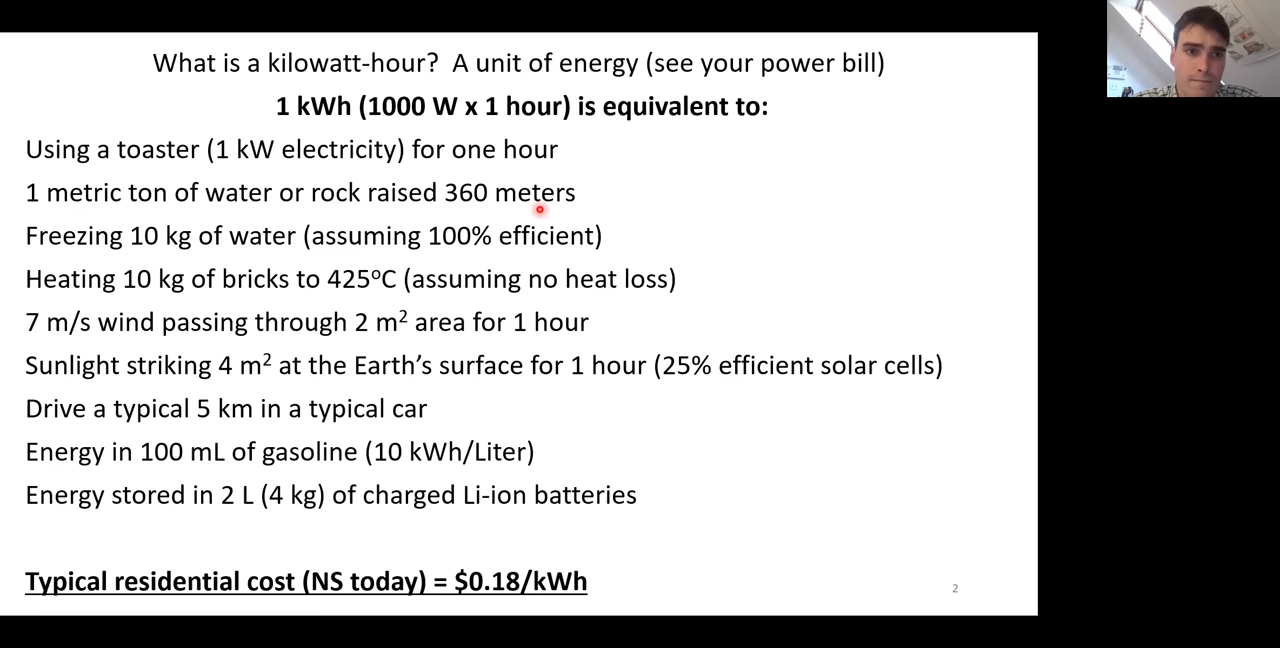 What is a kilowatt-hour?  A unit of energy (see your power bill)
1 kWh (1000 W x 1 hour) is equivalent to:
Using a toaster (1 kW electricity) for one hour
1 metric ton of water or rock raised 360 meters
Freezing 10 kg of water (assuming 100% efficient)
Heating 10 kg of bricks to 425ºC (assuming no heat loss)
7 m/s wind passing through 2 m² area for 1 hour
Sunlight striking 4 m² at the Earth’s surface for 1 hour (25% efficient solar cells)
Drive a typical 5 km in a typical car
Energy in 100 mL of gasoline (10 kWh/Liter)
Energy stored in 2 L (4 kg) of charged Li-ion batteries
Typical residential cost (NS today) = $0.18/kWh
2